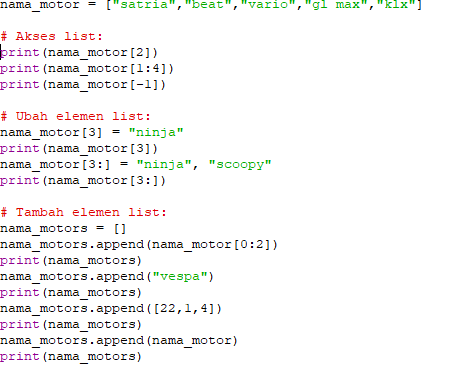 nama_motor = ["satria","beat","vario","gl max","klx"]
# Akses list:
print(nama_motor[2])
print(nama_motor[1:4])
print(nama_motor[-1])
# Ubah elemen list:
nama_motor[3] = "ninja"
print(nama_motor[3])
nama_motor[3:] = "ninja", "scoopy"
print(nama_motor[3:])
# Tambah elemen list:
nama_motors = []
nama_motors.append(nama_motor[0:2])
print(nama_motors)
nama_motors.append("vespa")
print(nama_motors)
nama_motors.append([22,1,4])
print(nama_motors)
nama_motors.append(nama_motor)
print(nama_motors)